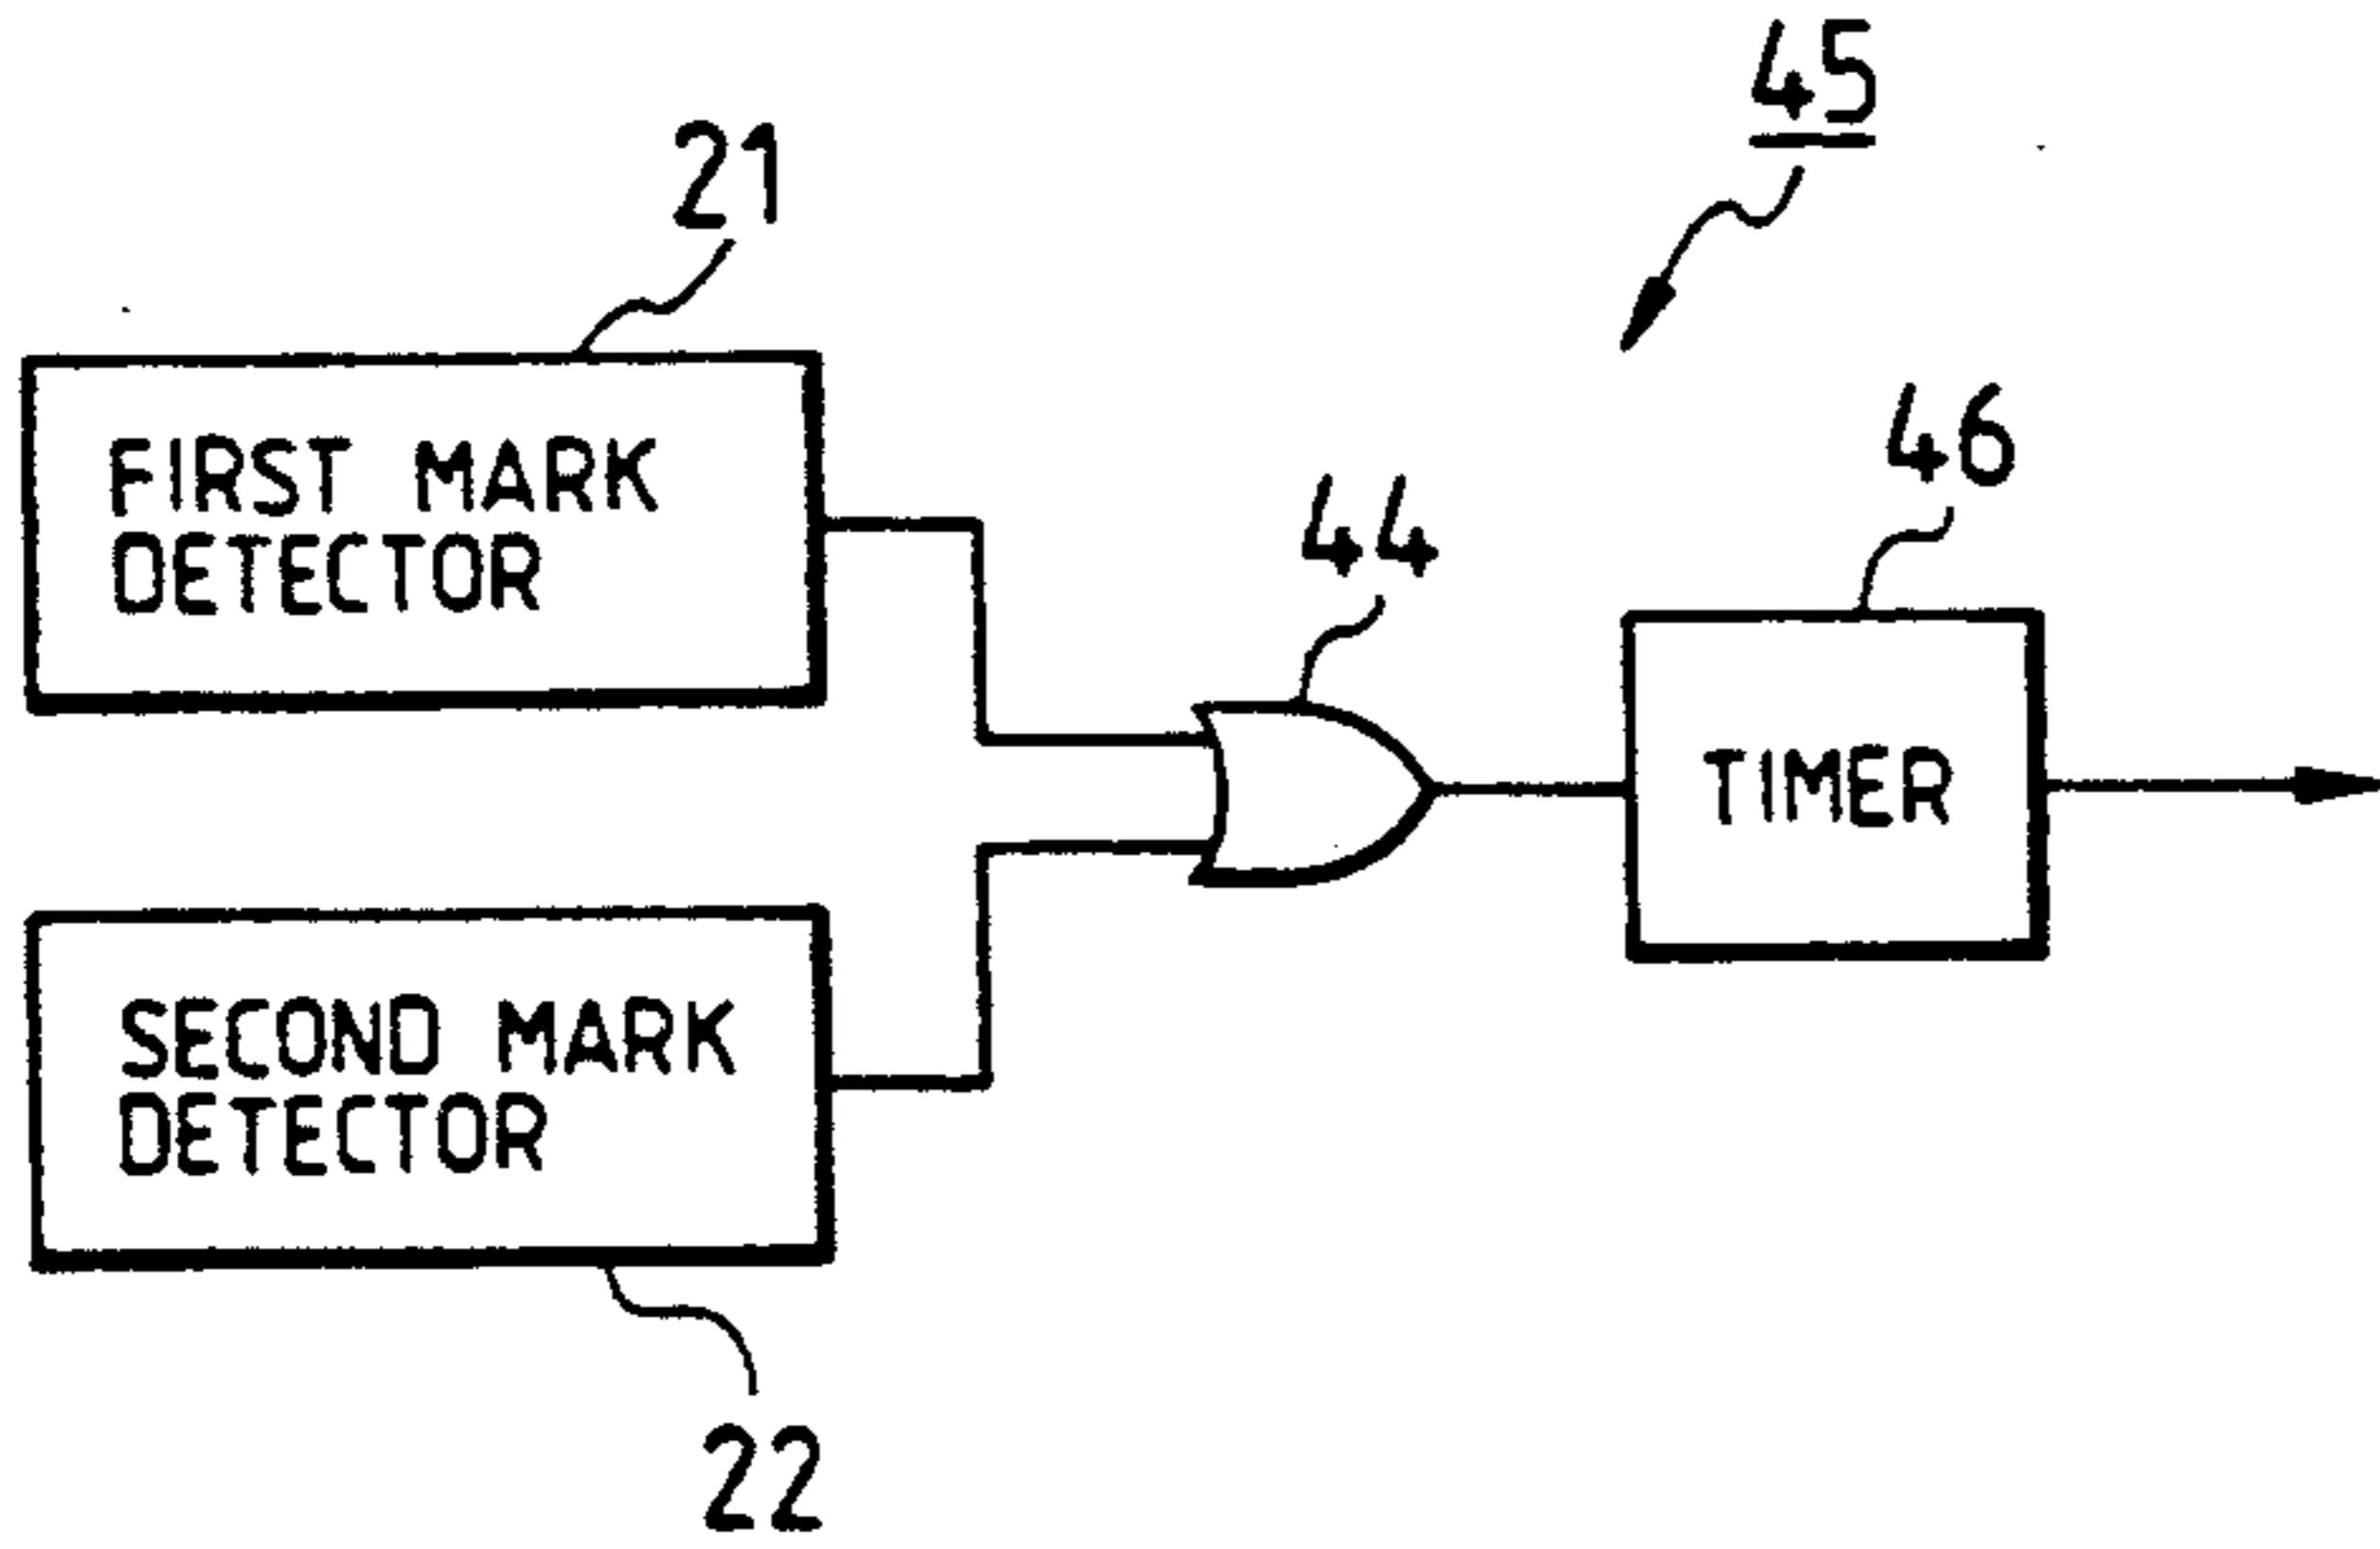 45
21
46
FIRST MARK
DETECTOR
44
TIMER
SECOND MARK
DETECTOR
22